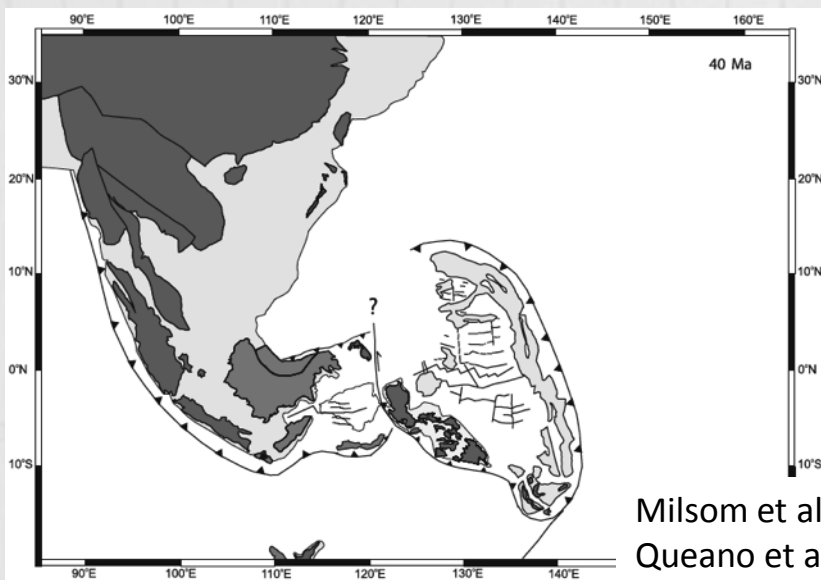 90°E 100°E 110°E 120°E 130°E 140°E 150°E 160°E
40 Ma
30°N 30°N
20°N 20°N
10°N 10°N
?
0°N 0°N
10°S 10°S
Milsom et al
Queano et a
90°E 100°E 110°E 120°E 130°E 140°E